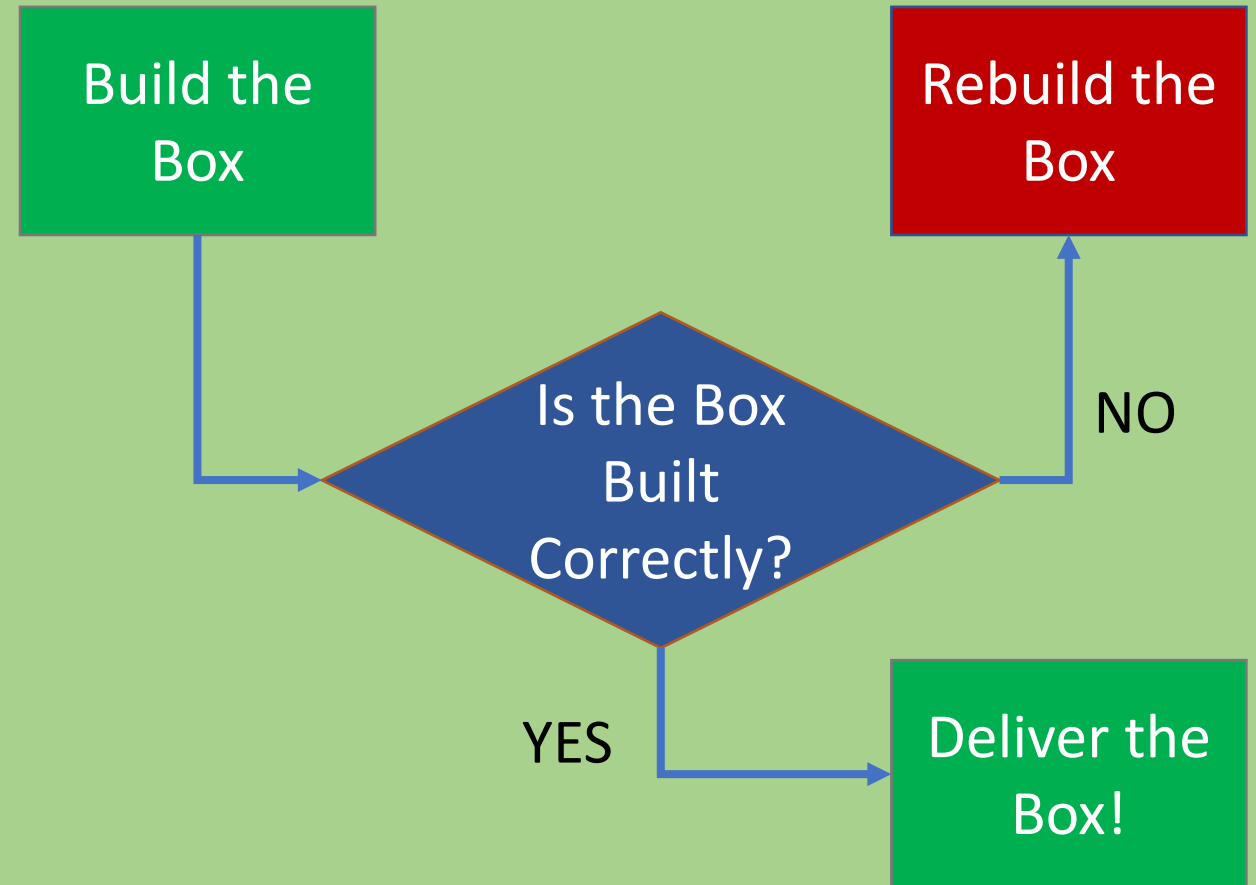 Build the
Box
Rebuild the
Box
Is the Box
Built
Correctly?
NO
YES
Deliver the
Box!